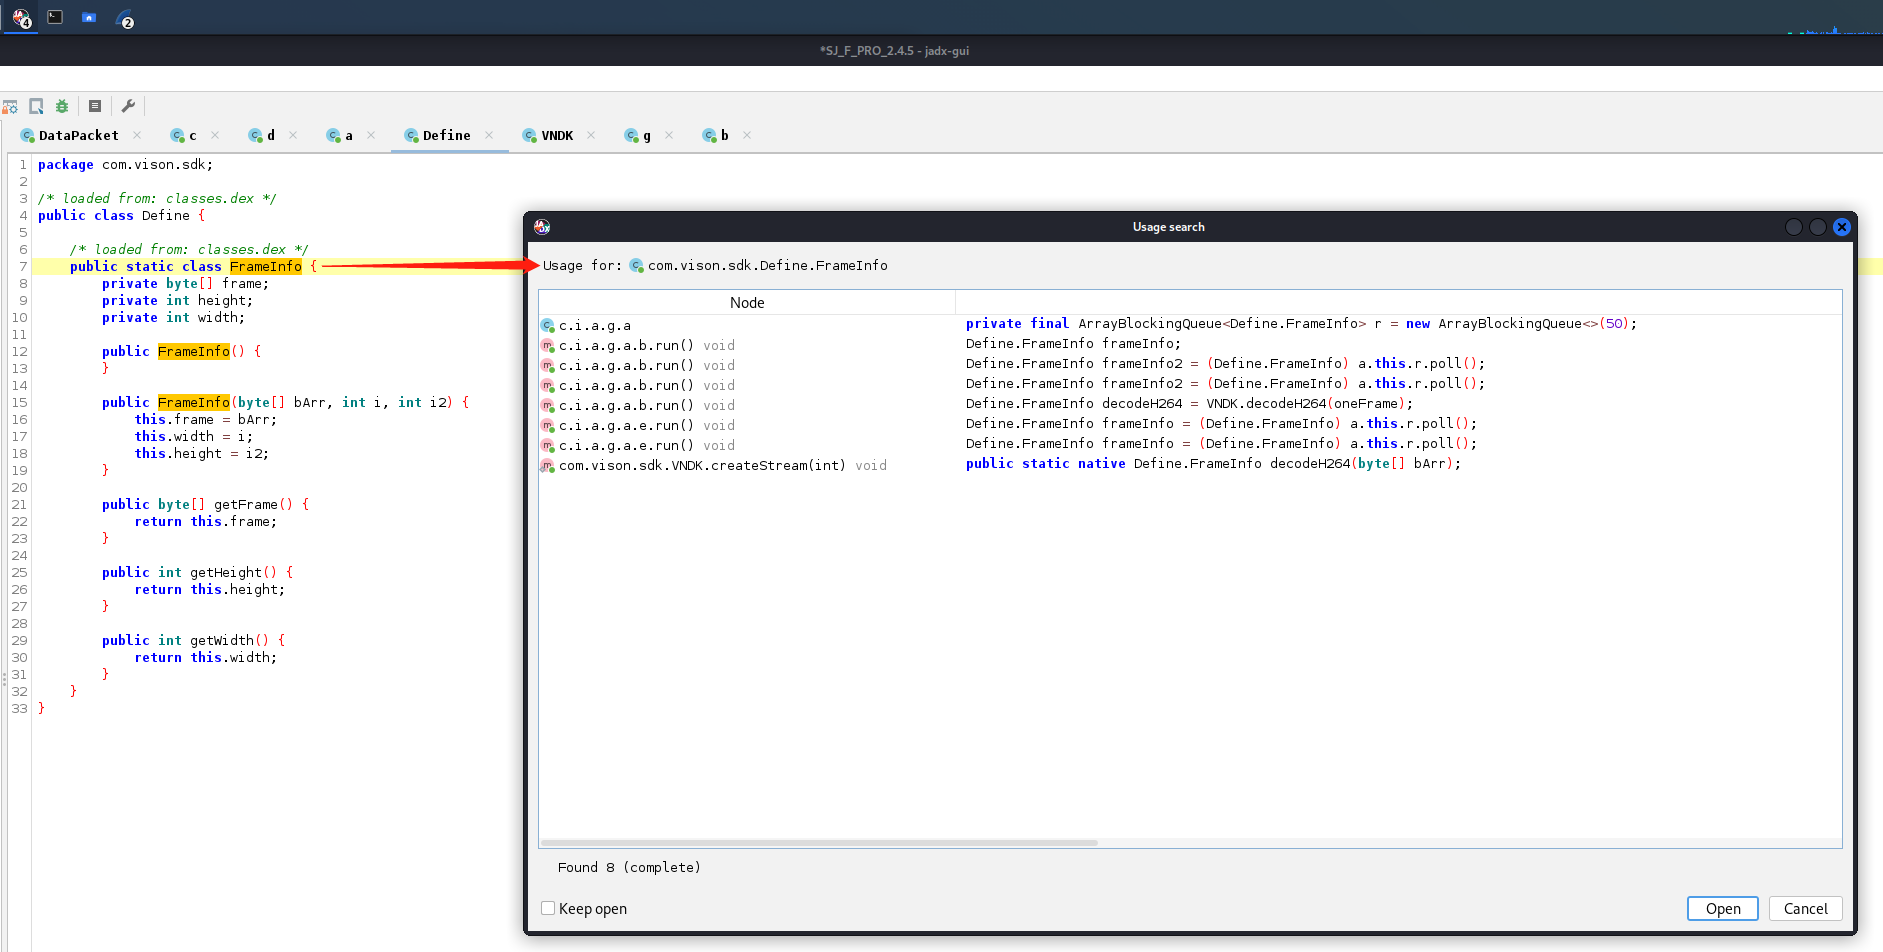 4
2
*SJ_F_PRO_2.4.5 - jadx-gui
DataPacket
c
d
a
Define
VNDK
g
b
1 package com.vison.sdk;
2
3 /* loaded from: classes.dex */
4 public class Define {
5
6 /* loaded from: classes.dex */
7 public static class FrameInfo {
8 private byte[] frame;
9 private int height;
10 private int width;
11
12 public FrameInfo() {
13 }
14
15 public FrameInfo(byte[] bArr, int i, int i2) {
16 this.frame = bArr;
17 this.width = i;
18 this.height = i2;
19 }
20
21 public byte[] getFrame() {
22 return this.frame;
23 }
24
25 public int getHeight() {
26 return this.height;
27 }
28
29 public int getWidth() {
30 return this.width;
31 }
32 }
33 }
Usage search
Usage for: com.vison.sdk.Define.FrameInfo
Node
c.i.a.g.a private final ArrayBlockingQueue<Define.FrameInfo> r = new ArrayBlockingQueue<>(50);
c.i.a.g.a.b.run() void Define.FrameInfo frameInfo;
c.i.a.g.a.b.run() void Define.FrameInfo frameInfo2 = (Define.FrameInfo) a.this.r.poll();
c.i.a.g.a.b.run() void Define.FrameInfo frameInfo2 = (Define.FrameInfo) a.this.r.poll();
c.i.a.g.a.b.run() void Define.FrameInfo decodeH264 = VNDK.decodeH264(oneFrame);
c.i.a.g.a.e.run() void Define.FrameInfo frameInfo = (Define.FrameInfo) a.this.r.poll();
c.i.a.g.a.e.run() void Define.FrameInfo frameInfo = (Define.FrameInfo) a.this.r.poll();
com.vison.sdk.VNDK.createStream(int) void public static native Define.FrameInfo decodeH264(byte[] bArr);
Found 8 (complete)
Keep open
Open
Cancel